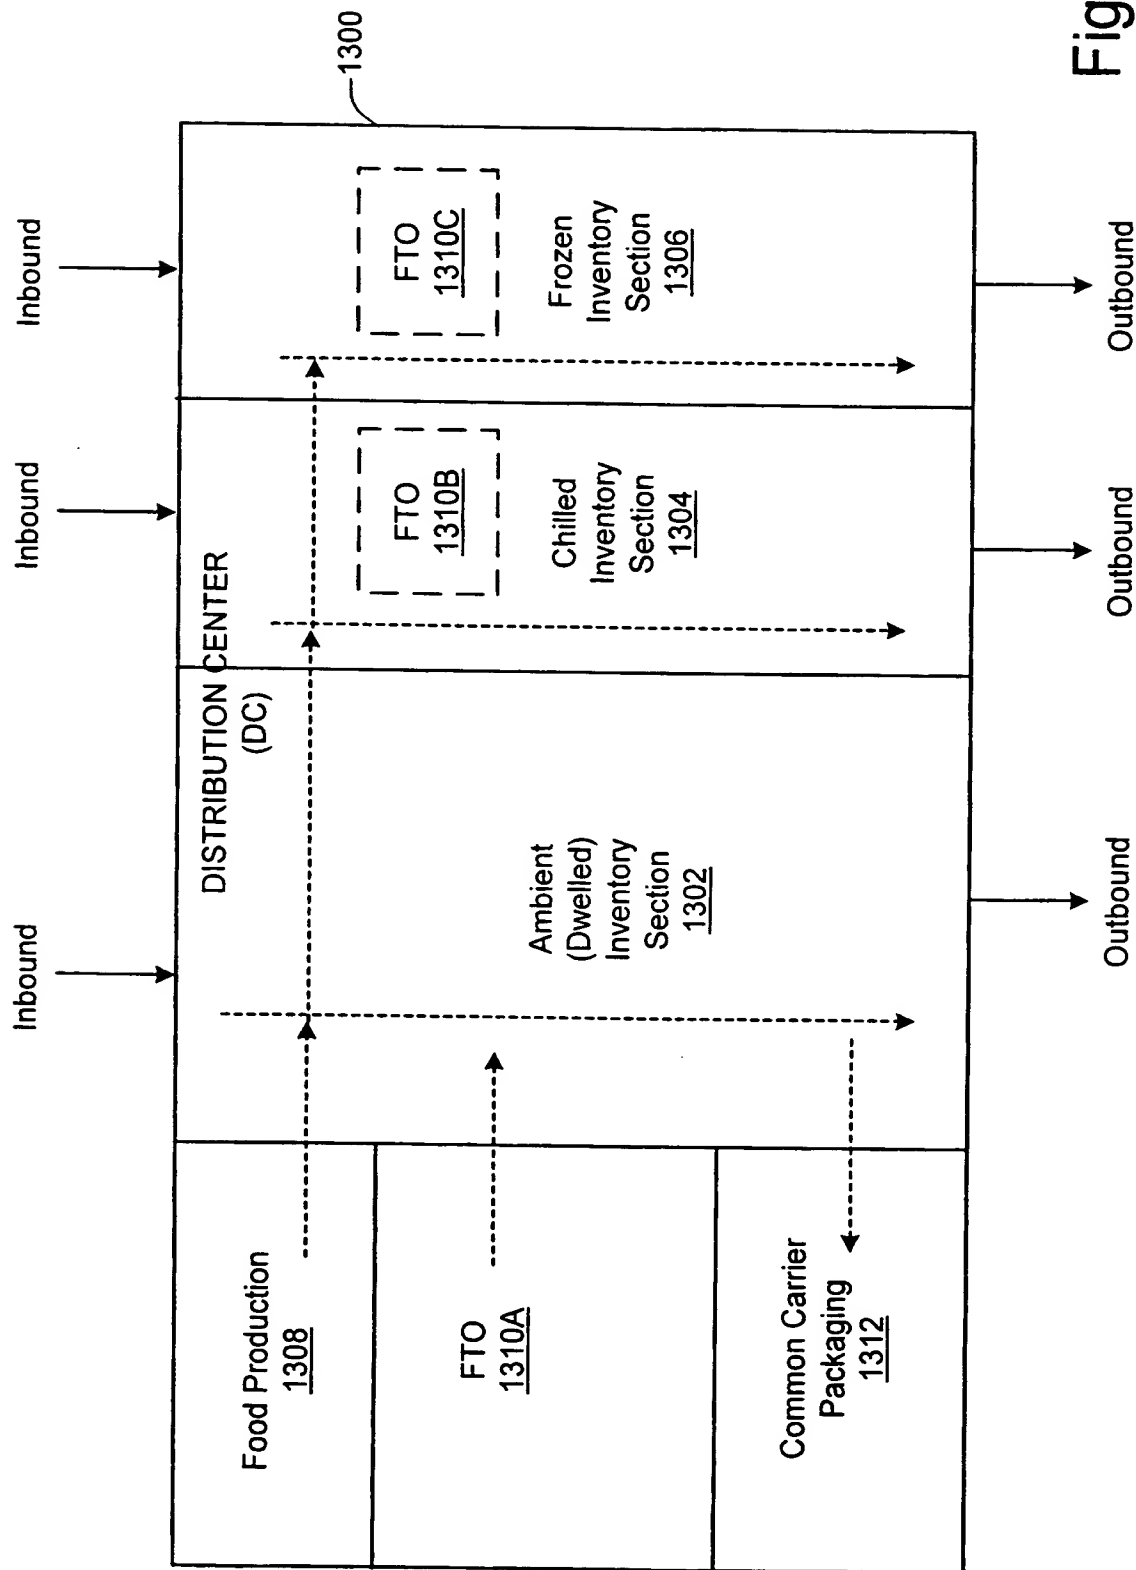 Inbound
Inbound
Inbound
1300
DISTRIBUTION CENTER
(DC)
Food Production
1308
FTO
1310A
Common Carrier
Packaging
1312
Ambient
(Dwelled)
Inventory
Section
1302
FTO
1310B
Chilled
Inventory
Section
1304
FTO
1310C
Frozen
Inventory
Section
1306
Outbound
Outbound
Outbound
Fig